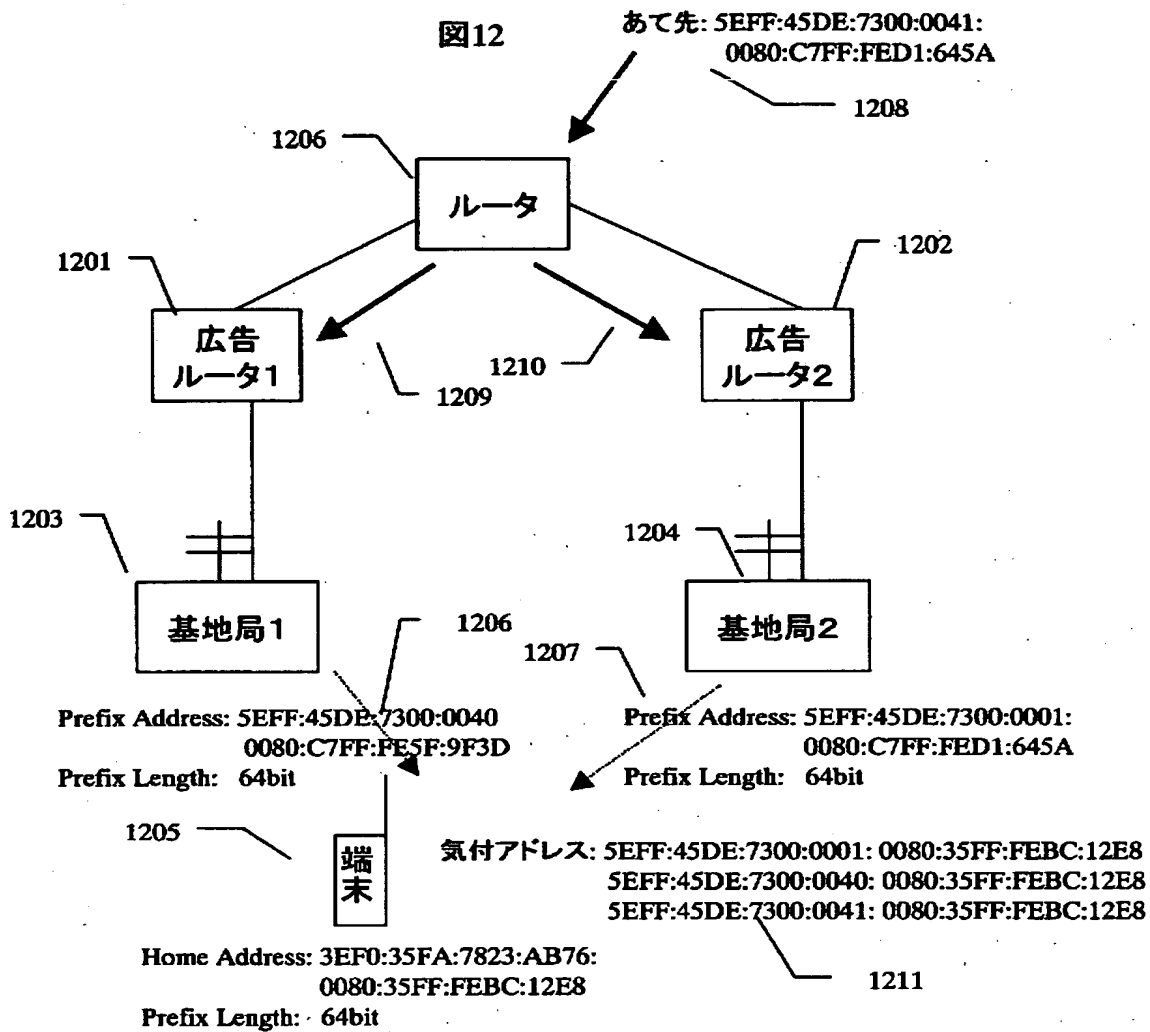 図12
あて先: 5EFF:45DE:7300:0041:
0080:C7FF:FED1:645A
1208
1206
ルータ
1201
1202
広告
ルータ1
広告
ルータ2
1209
1210
1203
1204
基地局1
基地局2
1206
1207
Prefix Address: 5EFF:45DE:7300:0040
0080:C7FF:FE5F:9F3D
Prefix Length: 64bit
Prefix Address: 5EFF:45DE:7300:0001:
0080:C7FF:FED1:645A
Prefix Length: 64bit
1205
端
末
気付アドレス: 5EFF:45DE:7300:0001: 0080:35FF:FEBC:12E8
5EFF:45DE:7300:0040: 0080:35FF:FEBC:12E8
5EFF:45DE:7300:0041: 0080:35FF:FEBC:12E8
1211
Home Address: 3EF0:35FA:7823:AB76:
0080:35FF:FEBC:12E8
Prefix Length: 64bit